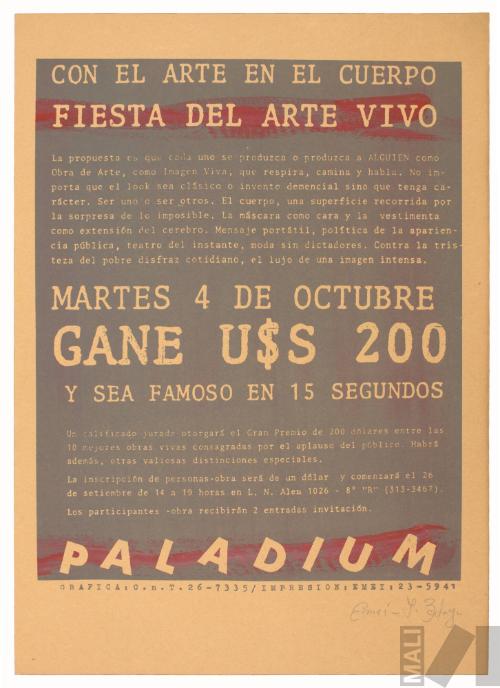 CON EL ARTE EN EL CUERPO
FIESTA DEL ARTE VIVO
La propuesta es que cada uno se produzca o produzca a ALGUIEN como
Obra de Arte, como Imagen Viva, que respira, camina y habla. No im-
porta que el look sea clásico o invento demencial sino que tenga ca-
rácter. Ser uno o ser otros. El cuerpo, una superficie recorrida por
la sorpresa de lo imposible. La máscara como cara y la vestimenta
como extensión del cerebro. Mensaje portátil, política de la aparien-
cia pública, teatro del instante, moda sin dictadores. Contra la tris-
teza del pobre disfraz cotidiano, el lujo de una imagen intensa.
MARTES 4 DE OCTUBRE
GANE U$S 200
Y SEA FAMOSO EN 15 SEGUNDOS
Un calificado jurado otorgará el Gran Premio de 200 dólares entre las
10 mejores obras vivas consagradas por el aplauso del público. Habrá
además, otras valiosas distinciones especiales.
La inscripción de personas-obra será de un dólar y comenzará el 26
de setiembre de 14 a 19 horas en L. N. Alem 1026 - 8º "B" (313-3467).
Los participantes -obra recibirán 2 entradas invitación.
PALADIUM
GRAFICA: O.n.T. 26-7335/IMPRESION: EMEI: 23-5941
MALI